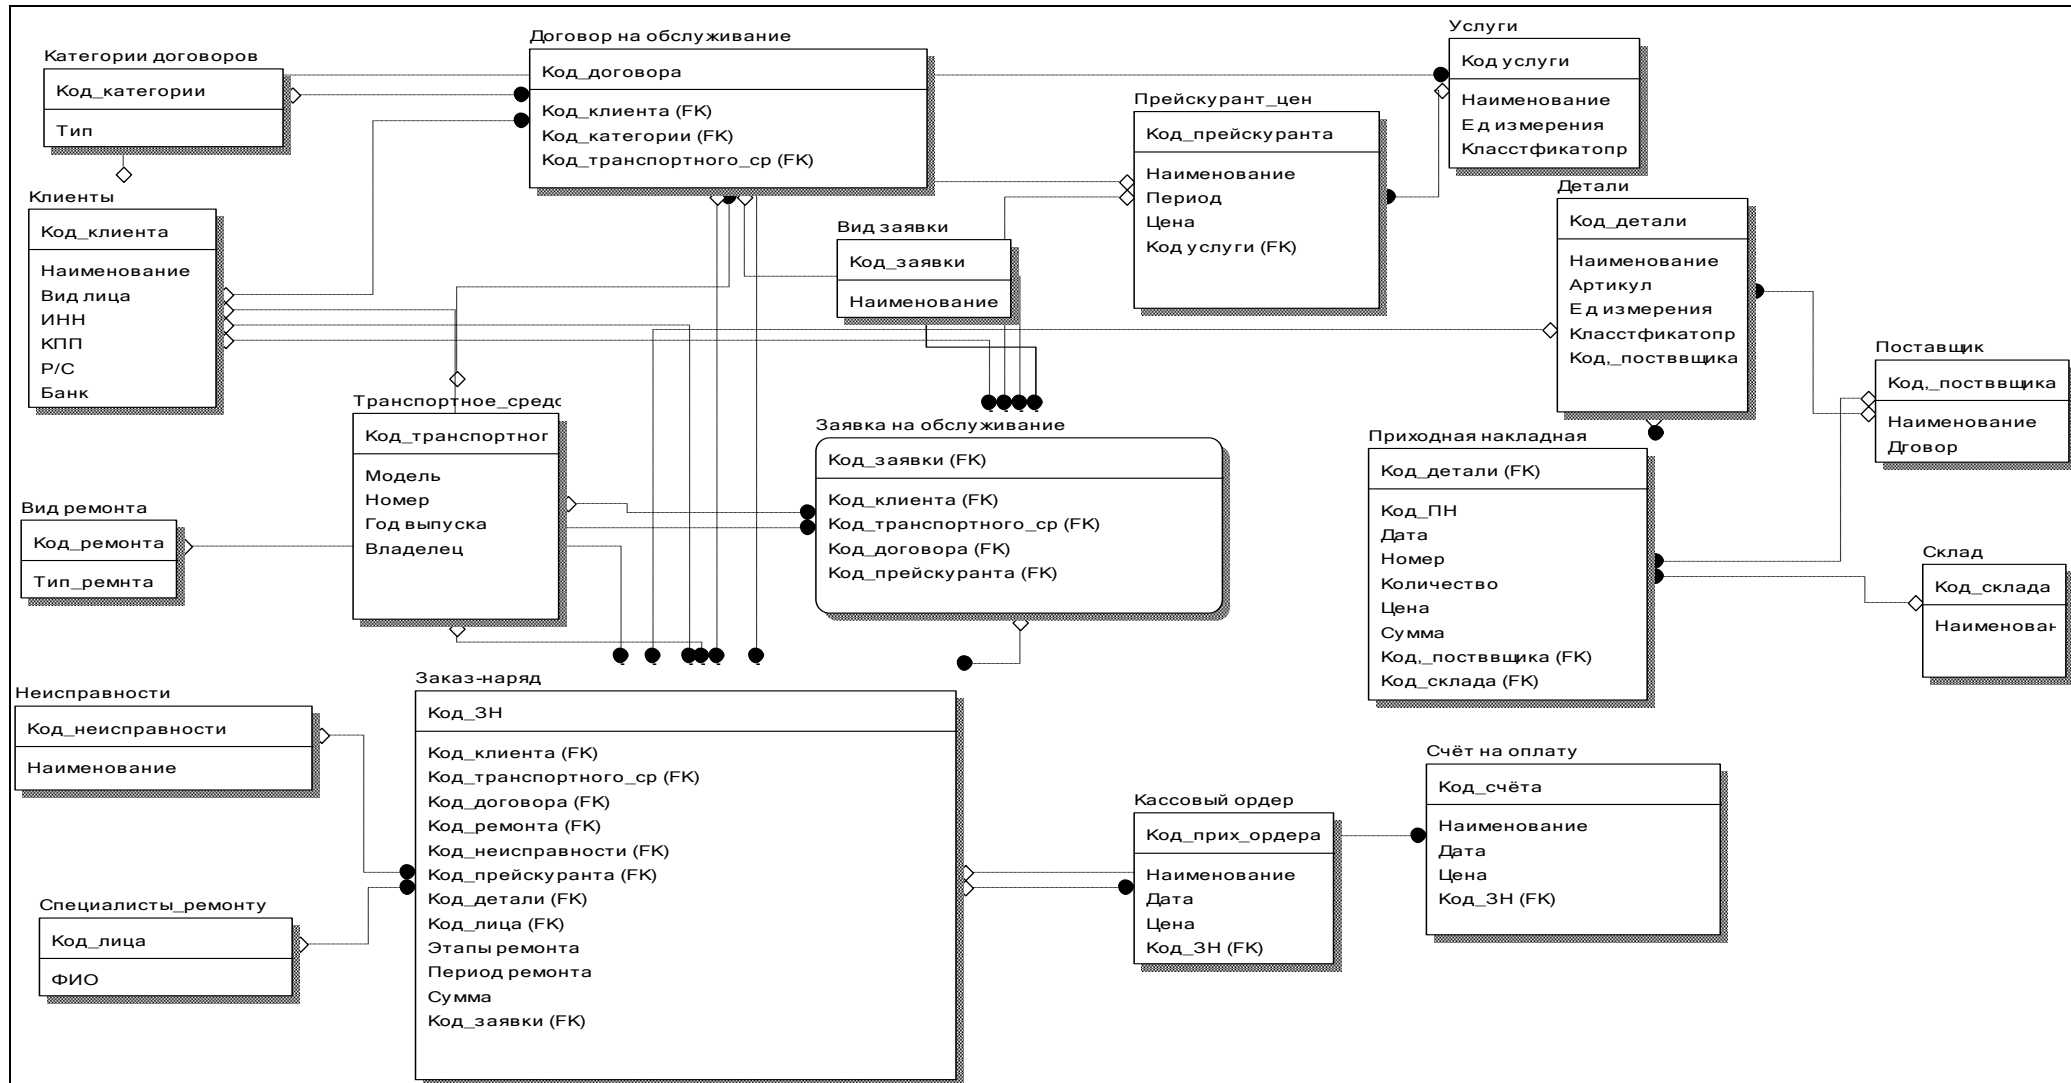 Категории договоров
Код_категории
Тип
Договор на обслуживание
Код_договора
Код_клиента (FK)
Код_категории (FK)
Код_транспортного_ср (FK)
Услуги
Код услуги
Наименование
Ед измерения
Класстфикатопр
Прейскурант_цен
Код_прейскуранта
Наименование
Период
Цена
Код услуги (FK)
Клиенты
Код_клиента
Наименование
Вид лица
ИНН
КПП
Р/С
Банк
Вид заявки
Код_заявки
Наименование
Детали
Код_детали
Наименование
Артикул
Ед измерения
Класстфикатопр
Код,_постввщика
Поставщик
Код,_постввщика
Наименование
Дговор
Транспортное_средс
Код_транспортног
Модель
Номер
Год выпуска
Владелец
Заявка на обслуживание
Код_заявки (FK)
Код_клиента (FK)
Код_транспортного_ср (FK)
Код_договора (FK)
Код_прейскуранта (FK)
Приходная накладная
Код_детали (FK)
Код_ПН
Дата
Номер
Количество
Цена
Сумма
Код,_постввщика (FK)
Код_склада (FK)
Вид ремонта
Код_ремонта
Тип_ремнта
Склад
Код_склада
Наименован
Неисправности
Код_неисправности
Наименование
Заказ-наряд
Код_ЗН
Код_клиента (FK)
Код_транспортного_ср (FK)
Код_договора (FK)
Код_ремонта (FK)
Код_неисправности (FK)
Код_прейскуранта (FK)
Код_детали (FK)
Код_лица (FK)
Этапы ремонта
Период ремонта
Сумма
Код_заявки (FK)
Специалисты_ремонту
Код_лица
ФИО
Кассовый ордер
Код_прих_ордера
Наименование
Дата
Цена
Код_ЗН (FK)
Счёт на оплату
Код_счёта
Наименование
Дата
Цена
Код_ЗН (FK)